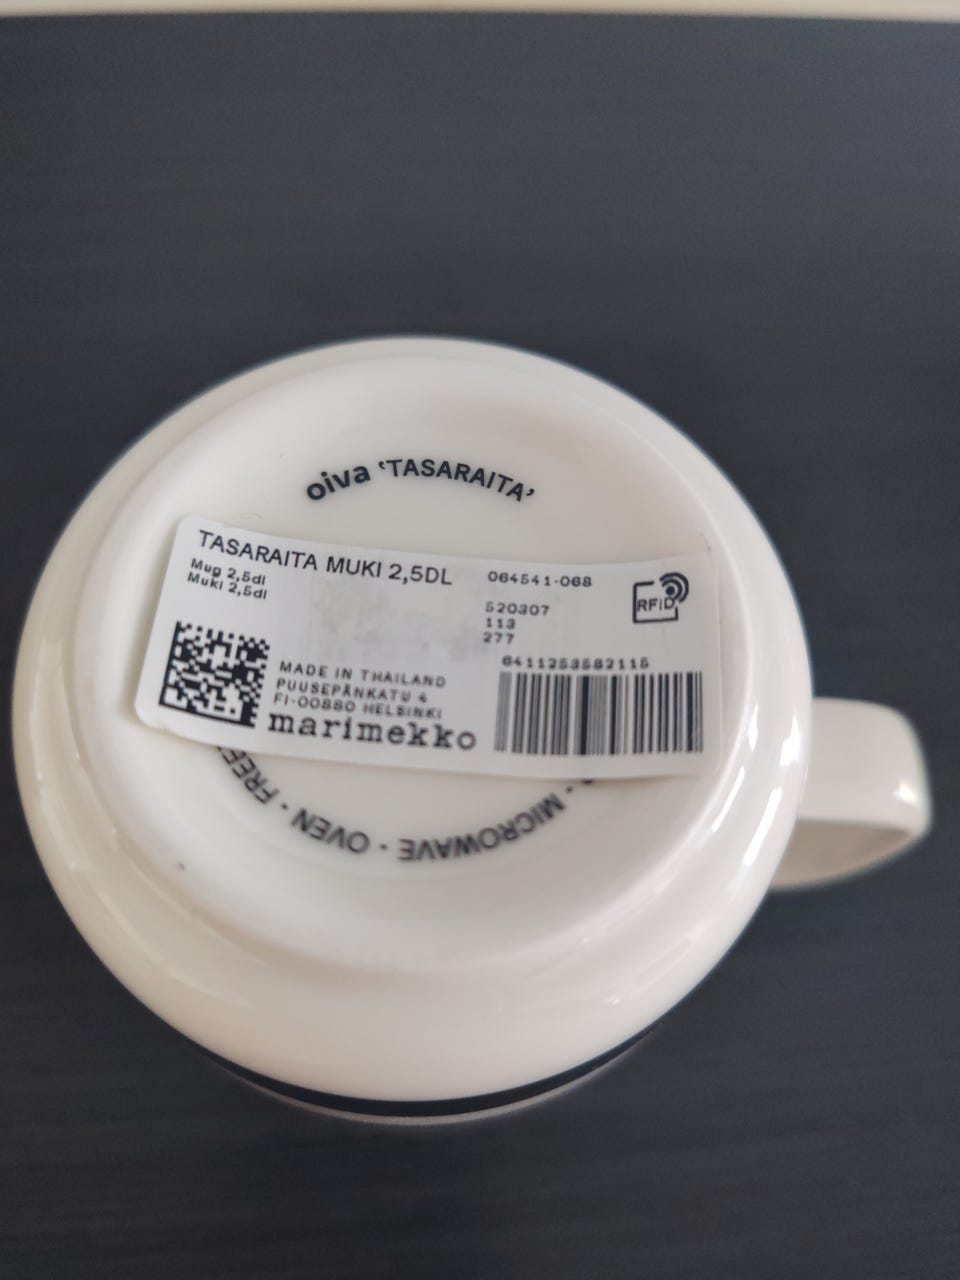 oiva 'TASARAITA'
TASARAITA MUKI 2,5DL
Mug 2,5dl
Muki 2,5dl
064541-068
520307
113
277
RFID
6411253582115
MADE IN THAILAND
PUUSEPÄNKATU 4
FI-00880 HELSINKI
marimekko
· MICROWAVE · OVEN ·